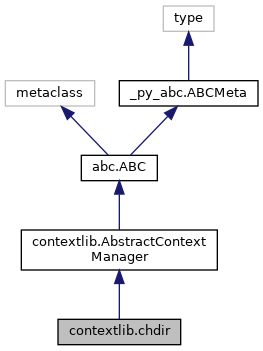 type
metaclass
_py_abc.ABCMeta
abc.ABC
contextlib.AbstractContext
Manager
contextlib.chdir